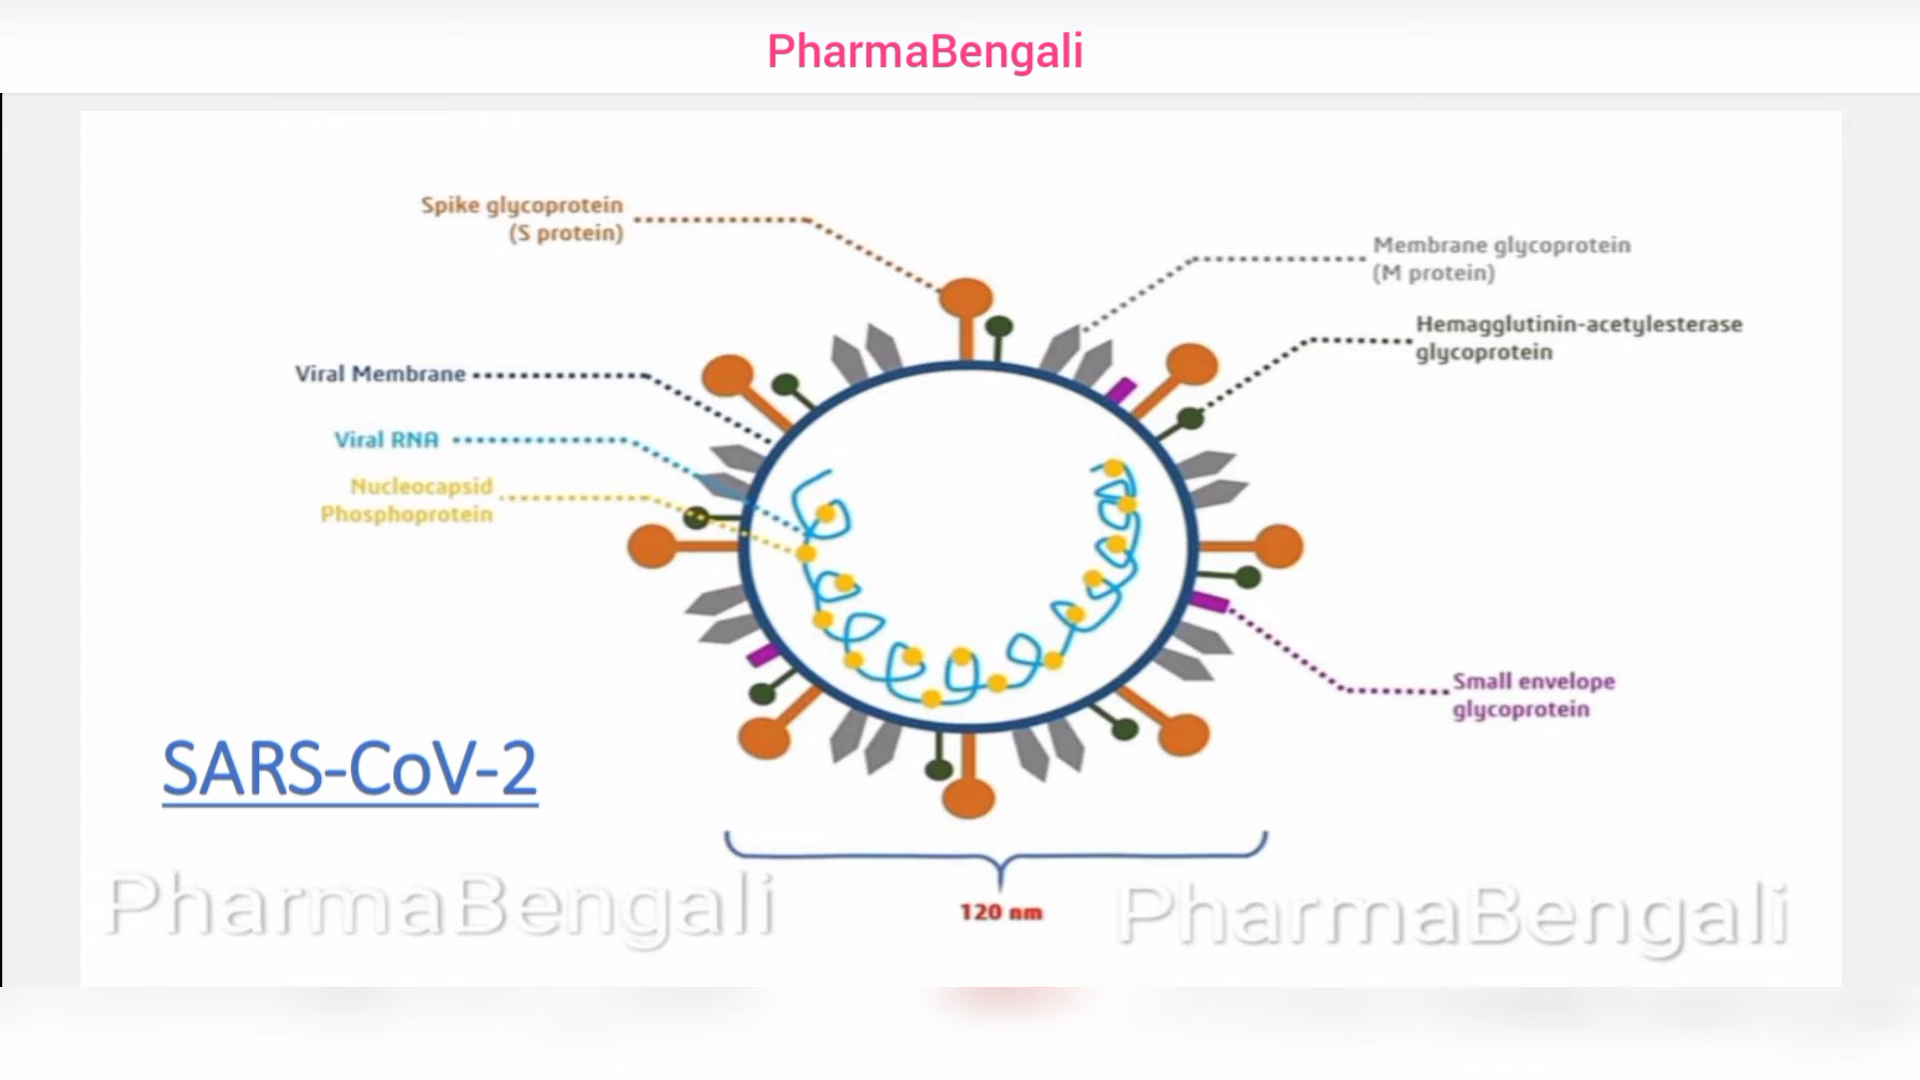 PharmaBengali
Spike glycoprotein
(S protein)
Membrane glycoprotein
(M protein)
Hemagglutinin-acetylesterase
glycoprotein
Viral Membrane
Viral RNA
Nucleocapsid
Phosphoprotein
Small envelope
glycoprotein
SARS-CoV-2
120 nm
PharmaBengali
PharmaBengali